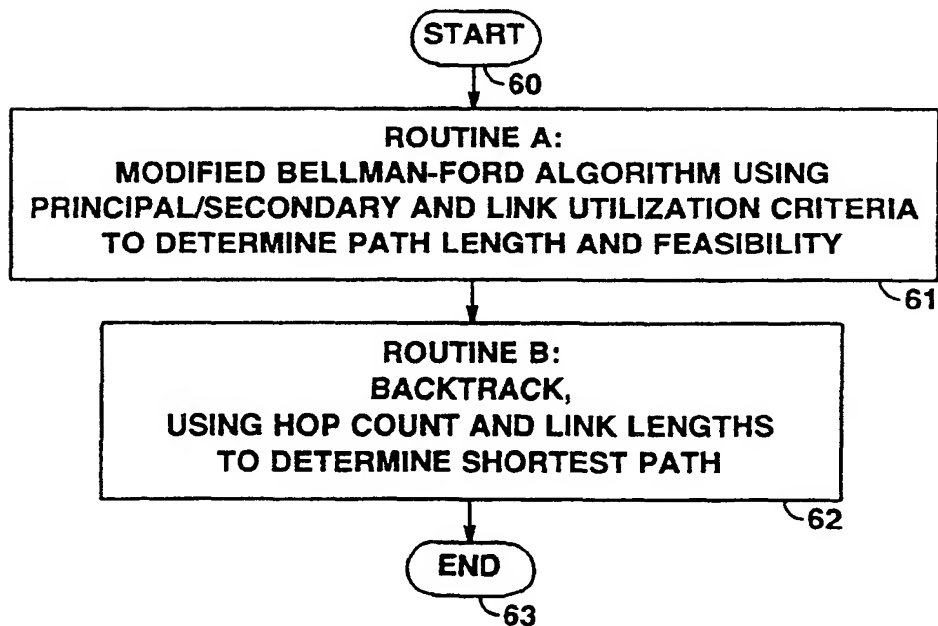 START
60
ROUTINE A:
MODIFIED BELLMAN-FORD ALGORITHM USING
PRINCIPAL/SECONDARY AND LINK UTILIZATION CRITERIA
TO DETERMINE PATH LENGTH AND FEASIBILITY
61
ROUTINE B:
BACKTRACK,
USING HOP COUNT AND LINK LENGTHS
TO DETERMINE SHORTEST PATH
62
END
63